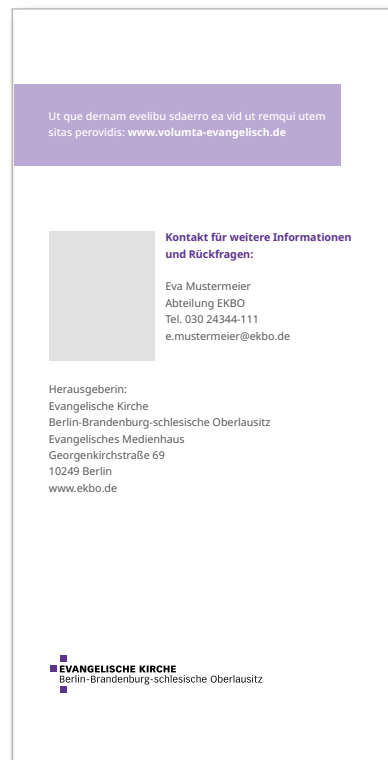 Ut que dernam evelibu sdaerro ea vid ut remqui utem
sitas perovidis: www.volumta-evangelisch.de
Kontakt für weitere Informationen
und Rückfragen:
Eva Mustermeier
Abteilung EKBO
Tel. 030 24344-111
e.mustermeier@ekbo.de
Herausgeberin:
Evangelische Kirche
Berlin-Brandenburg-schlesische Oberlausitz
Evangelisches Medienhaus
Georgenkirchstraße 69
10249 Berlin
www.ekbo.de
EVANGELISCHE KIRCHE
Berlin-Brandenburg-schlesische Oberlausitz